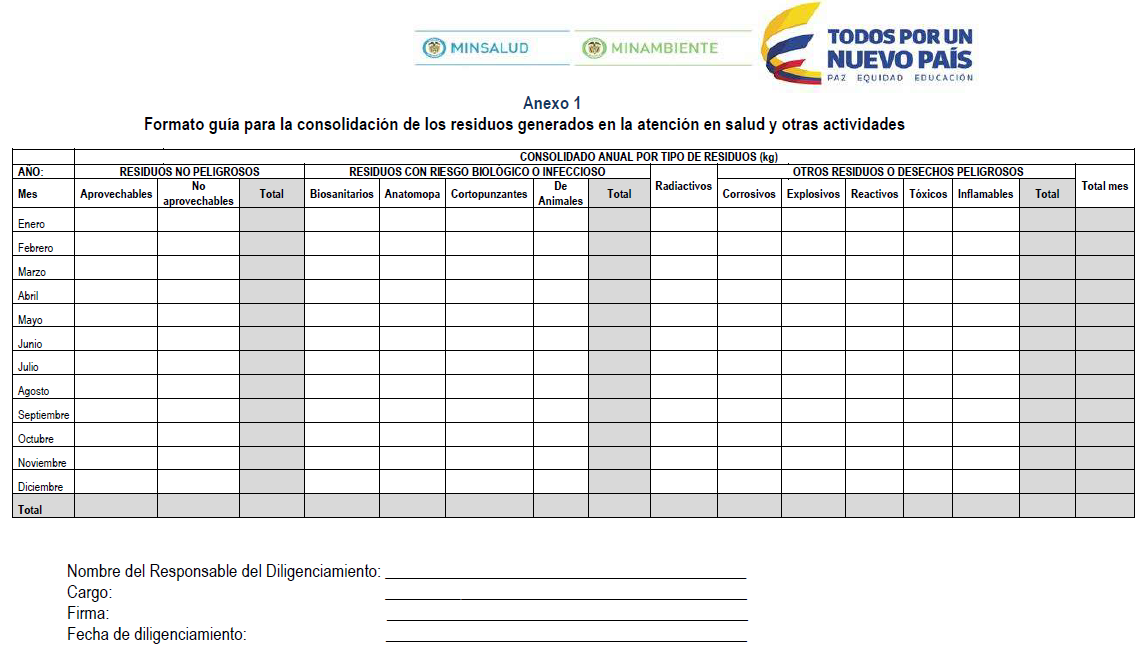 MINSALUD MINAMBIENTE TODOS POR UN
NUEVO PAÍS
PAZ EQUIDAD EDUCACIÓN
Anexo 1
Formato guía para la consolidación de los residuos generados en la atención en salud y otras actividades
CONSOLIDADO ANUAL POR TIPO DE RESIDUOS (kg)
AÑO: RESIDUOS NO PELIGROSOS RESIDUOS CON RIESGO BIOLÓGICO O INFECCIOSO Radiactivos OTROS RESIDUOS O DESECHOS PELIGROSOS Total mes
Mes Aprovechables No aprovechables Total Biosanitarios Anatomopa Cortopunzantes De Animales Total Corrosivos Explosivos Reactivos Tóxicos Inflamables Total
Enero
Febrero
Marzo
Abril
Mayo
Junio
Julio
Agosto
Septiembre
Octubre
Noviembre
Diciembre
Total
Nombre del Responsable del Diligenciamiento:
Cargo:
Firma:
Fecha de diligenciamiento: